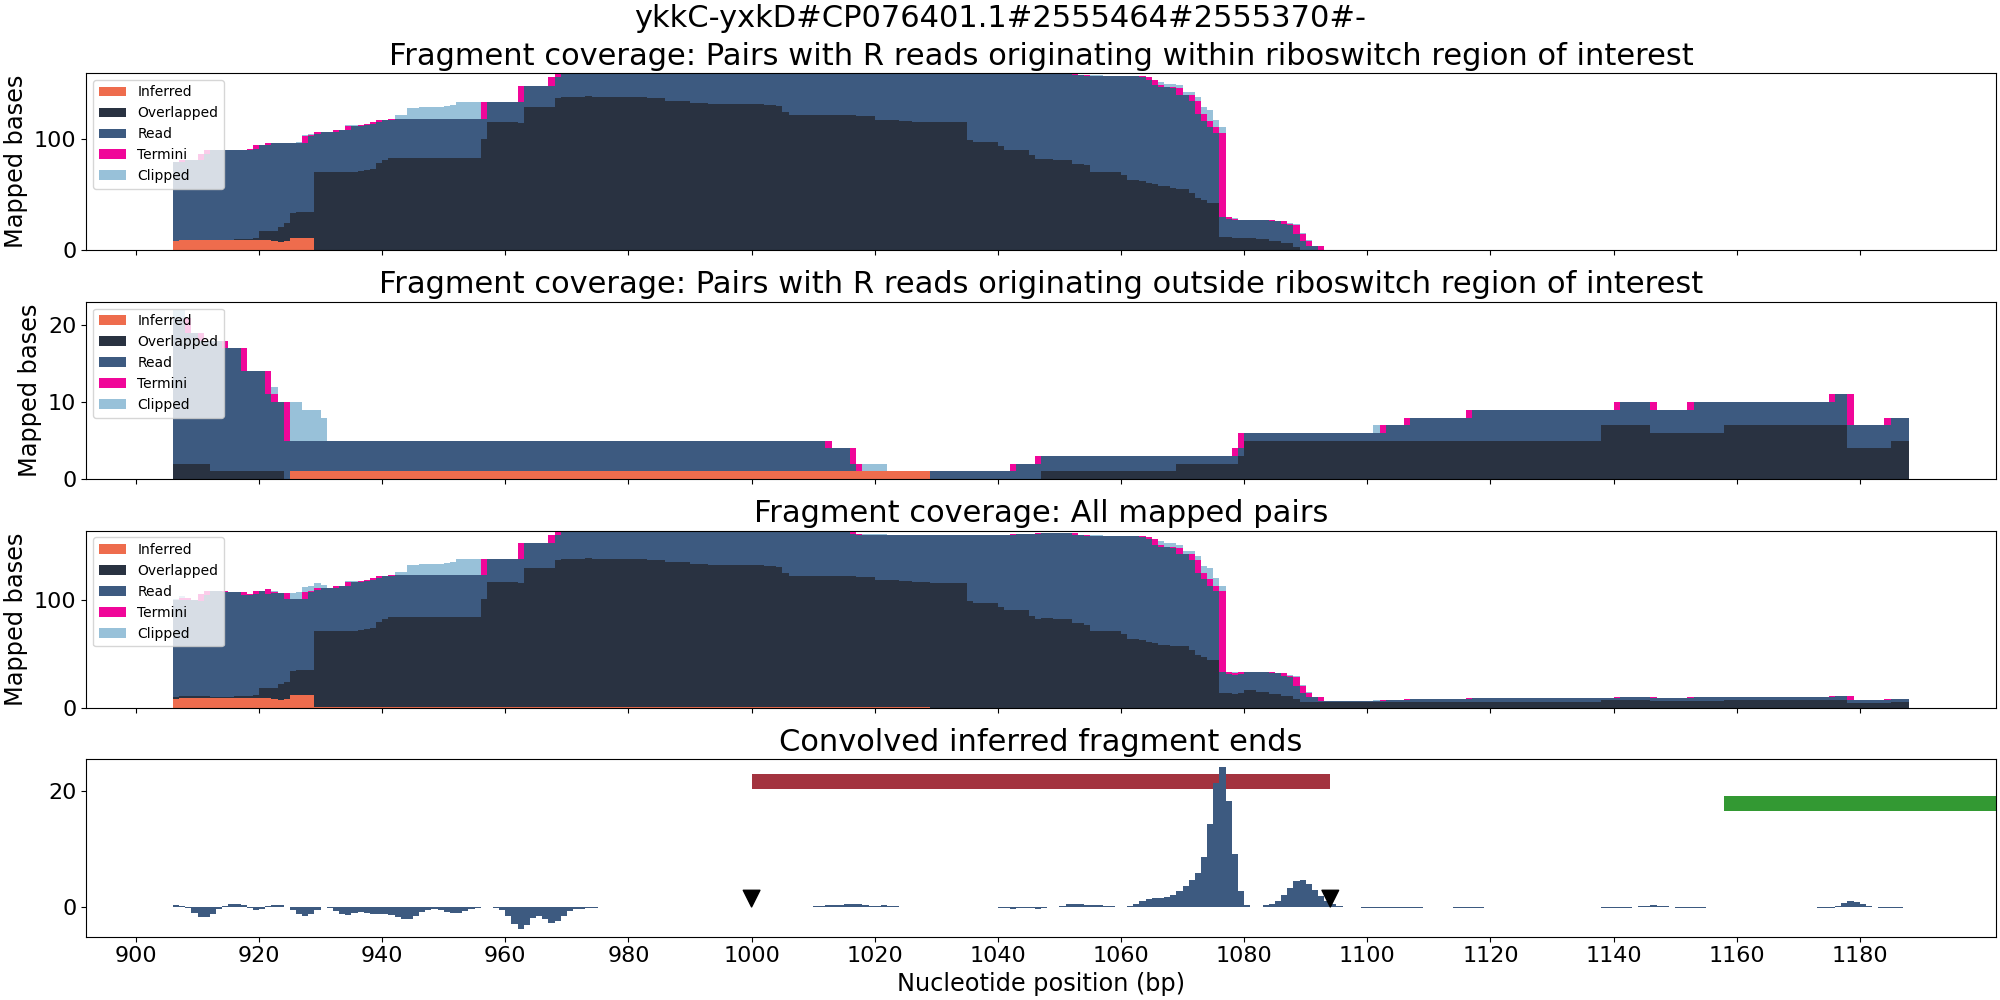 ykkC-yxkD#CP076401.1#2555464#2555370#-
Fragment coverage: Pairs with R reads originating within riboswitch region of interest
Mapped bases
100
0
Inferred
Overlapped
Read
Termini
Clipped
Fragment coverage: Pairs with R reads originating outside riboswitch region of interest
Mapped bases
20
10
0
Inferred
Overlapped
Read
Termini
Clipped
Fragment coverage: All mapped pairs
Mapped bases
100
0
Inferred
Overlapped
Read
Termini
Clipped
Convolved inferred fragment ends
20
0
900 920 940 960 980 1000 1020 1040 1060 1080 1100 1120 1140 1160 1180
Nucleotide position (bp)